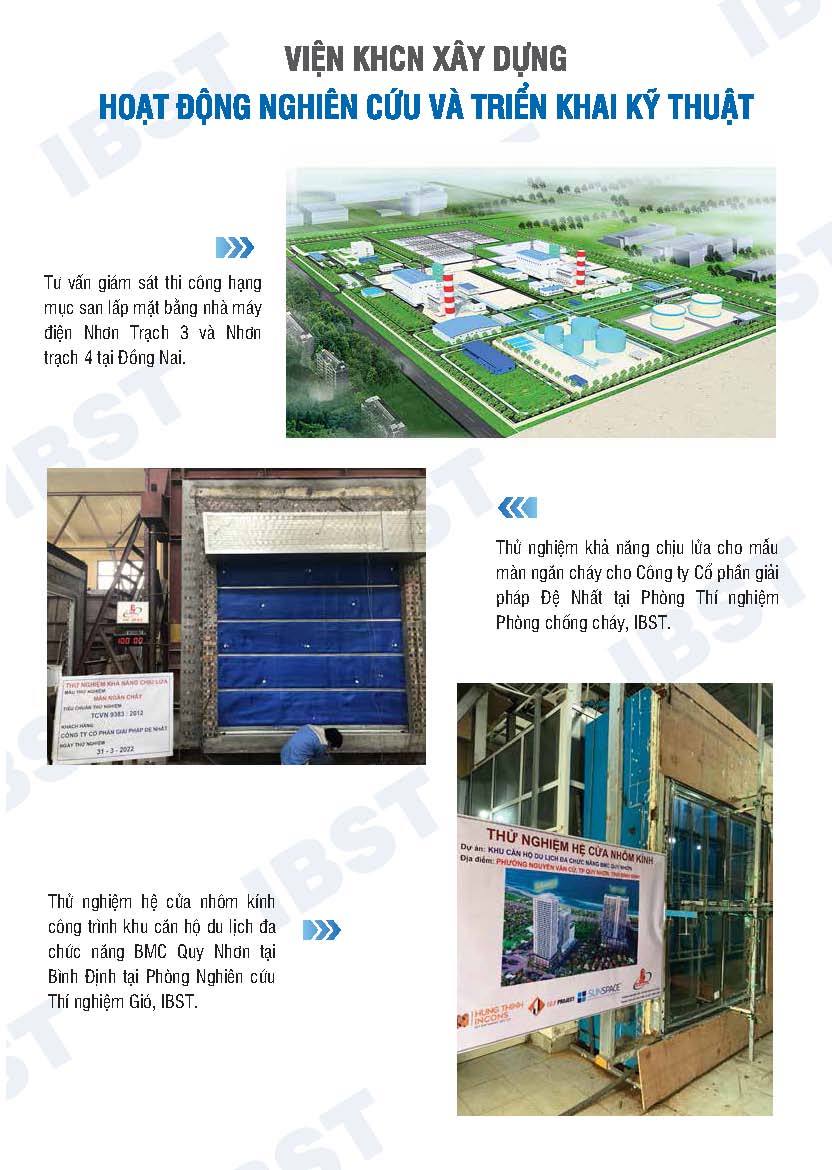 VIỆN KHCN XÂY DỰNG
HOẠT ĐỘNG NGHIÊN CỨU VÀ TRIỂN KHAI KỸ THUẬT
Tư vấn giám sát thi công hạng
mục san lấp mặt bằng nhà máy
điện Nhơn Trạch 3 và Nhơn
trạch 4 tại Đồng Nai.
Thử nghiệm khả năng chịu lửa cho mẫu
màn ngăn cháy cho Công ty Cổ phần giải
pháp Đệ Nhất tại Phòng Thí nghiệm
Phòng chống cháy, IBST.
100 00
THỬ NGHIỆM KHẢ NĂNG CHỊU LỬA
MẪU THỬ NGHIỆM:
MÀN NGĂN CHÁY
TIÊU CHUẨN THỬ NGHIỆM:
TCVN 9383 : 2012
KHÁCH HÀNG:
CÔNG TY CỔ PHẦN GIẢI PHÁP ĐỆ NHẤT
NGÀY THỬ NGHIỆM:
31 - 3 - 2022
THỬ NGHIỆM HỆ CỬA NHÔM KÍNH
Dự án: KHU CĂN HỘ DU LỊCH ĐA CHỨC NĂNG BMC QUY NHƠN
Địa điểm: PHƯỜNG NGUYỄN VĂN CỪ, TP QUY NHƠN, TỈNH BÌNH ĐỊNH
HUNG THINH
INCONS
PROJECT
SUNSPACE
Thử nghiệm hệ cửa nhôm kính
công trình khu căn hộ du lịch đa
chức năng BMC Quy Nhơn tại
Bình Định tại Phòng Nghiên cứu
Thí nghiệm Gió, IBST.
IBST
IBST
IBST
IBST
IBST
IBST
IBST